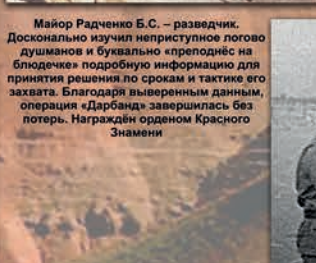 Майор Радченко Б.С. – разведчик.
Досконально изучил неприступное логово
душманов и буквально «преподнёс на
блюдечке» подробную информацию для
принятия решения по срокам и тактике его
захвата. Благодаря выверенным данным,
операция «Дарбанд» завершилась без
потерь. Награждён орденом Красного
Знамени